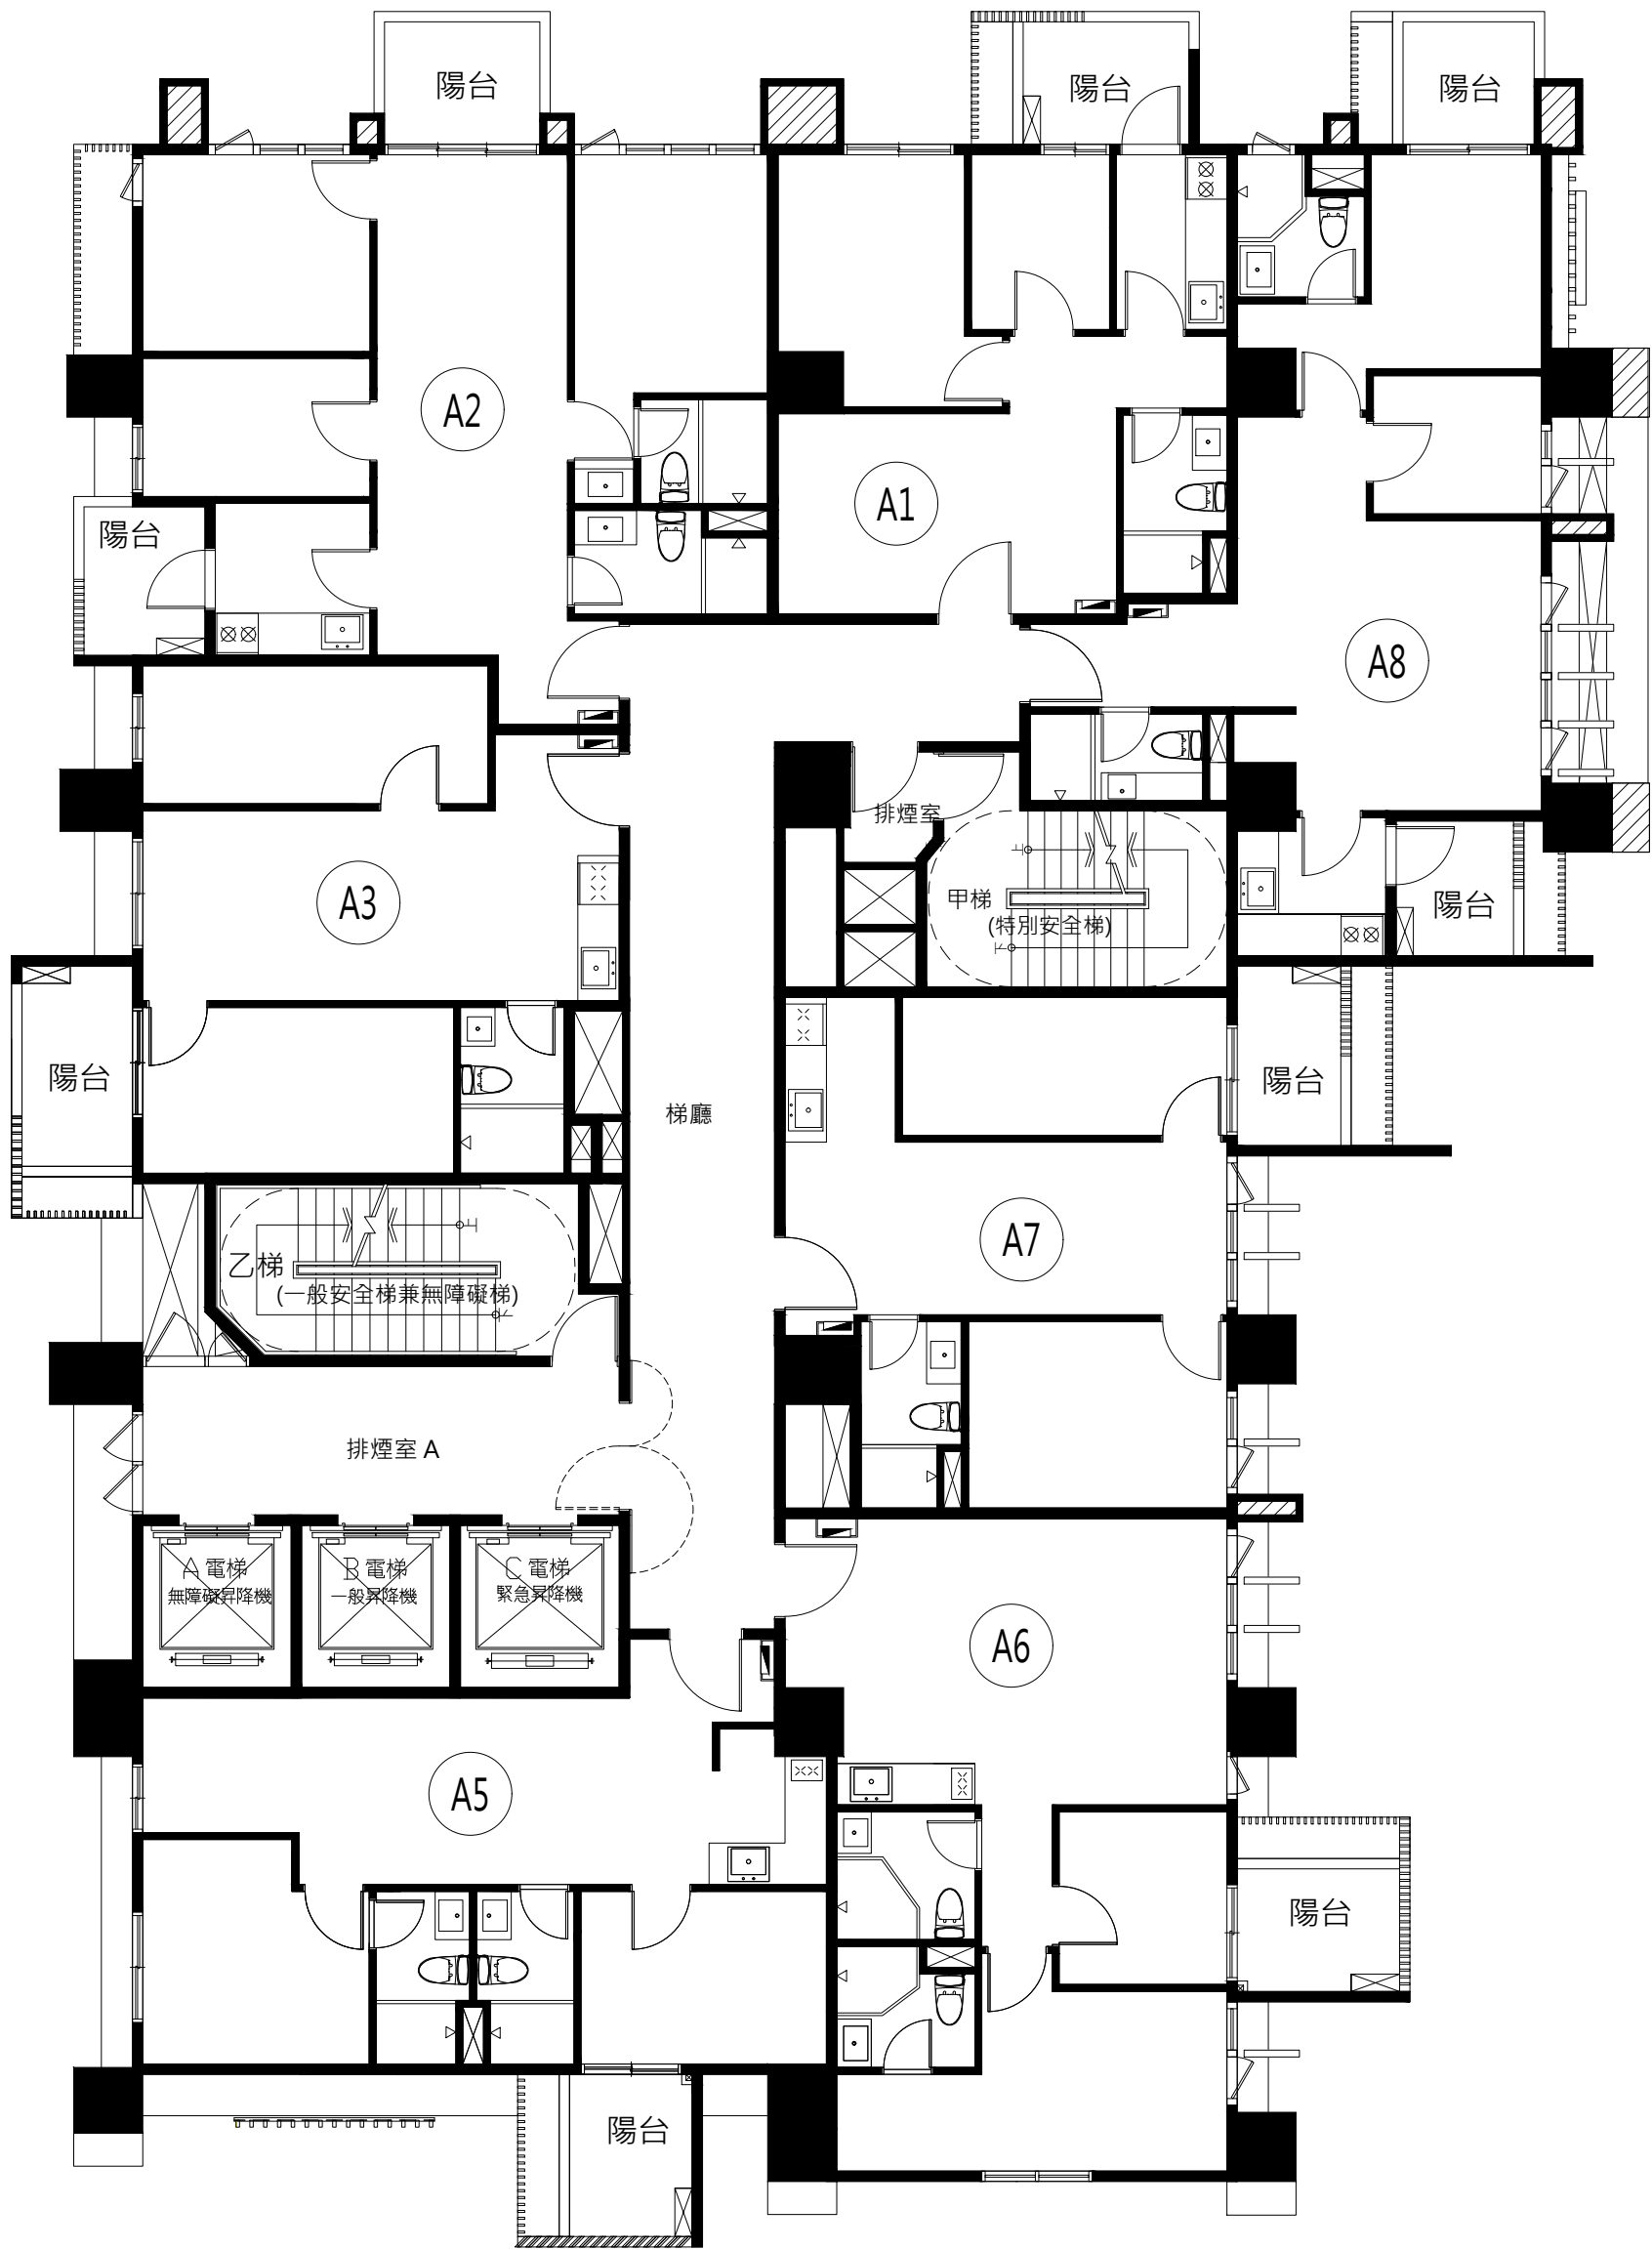 陽台
陽台
陽台
A2
A1
陽台
A8
排煙室
A3
甲梯
(特別安全梯)
陽台
陽台
陽台
梯廳
A7
乙梯
(一般安全梯兼無障礙梯)
排煙室 A
A 電梯
無障礙昇降機
B 電梯
一般昇降機
C 電梯
緊急昇降機
A6
A5
陽台
陽台